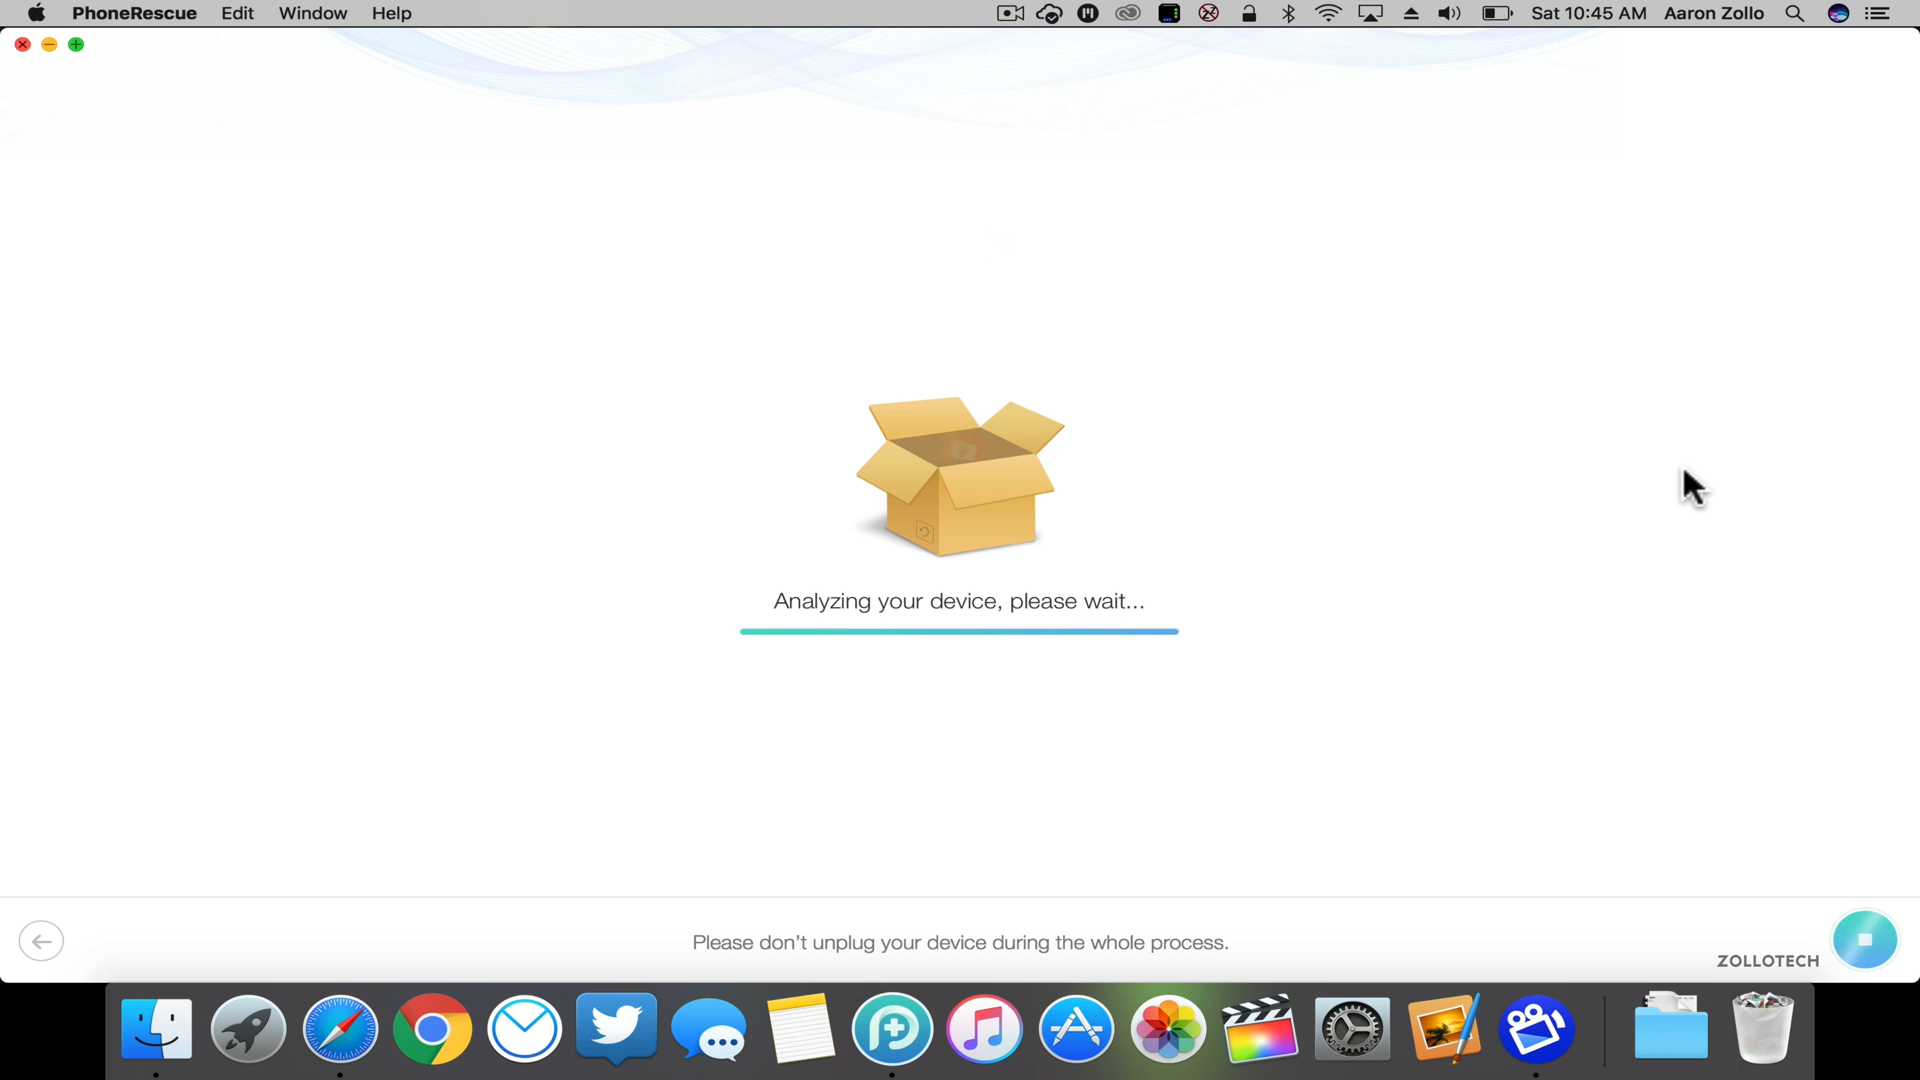 PhoneRescue Edit Window Help Sat 10:45 AM Aaron Zollo
Analyzing your device, please wait...
Please don't unplug your device during the whole process.
ZOLLOTECH